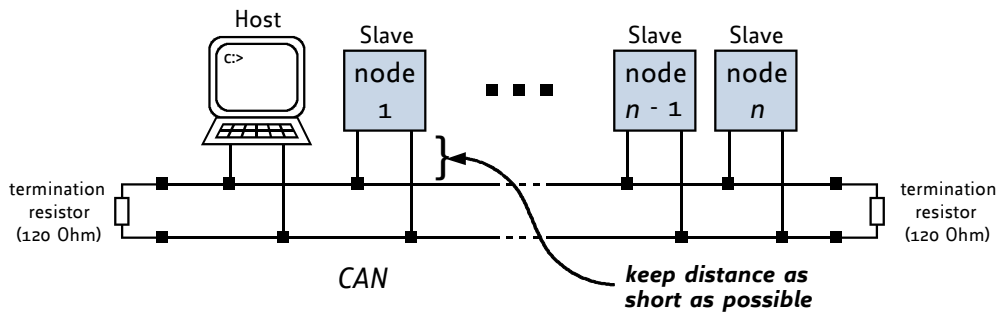 Host
c:>
Slave
node
1
Slave
node
n - 1
Slave
node
n
termination
resistor
(120 Ohm)
termination
resistor
(120 Ohm)
CAN
keep distance as
short as possible